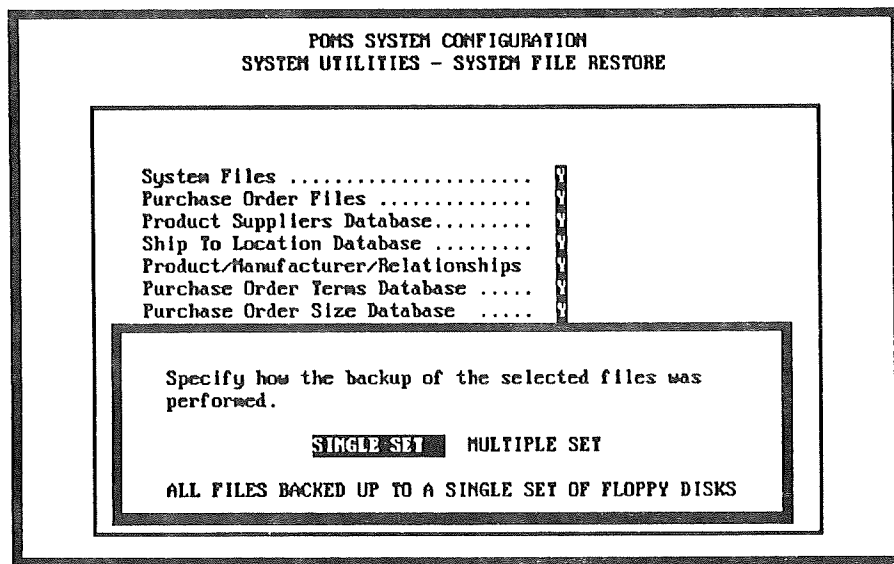 POMS SYSTEM CONFIGURATION
SYSTEM UTILITIES - SYSTEM FILE RESTORE
System Files ...................... Y
Purchase Order Files .............. Y
Product Suppliers Database......... Y
Ship To Location Database ......... Y
Product/Manufacturer/Relationships Y
Purchase Order Terms Database ..... Y
Purchase Order Size Database ..... Y
Specify how the backup of the selected files was
performed.
SINGLE SET MULTIPLE SET
ALL FILES BACKED UP TO A SINGLE SET OF FLOPPY DISKS